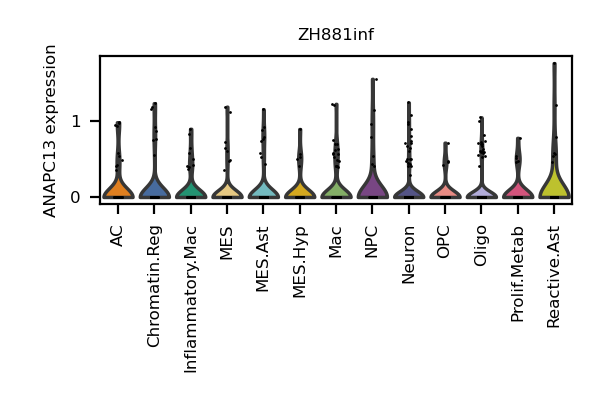 ZH881inf
ANAPC13 expression
1
0
AC
Chromatin.Reg
Inflammatory.Mac
MES
MES.Ast
MES.Hyp
Mac
NPC
Neuron
OPC
Oligo
Prolif.Metab
Reactive.Ast